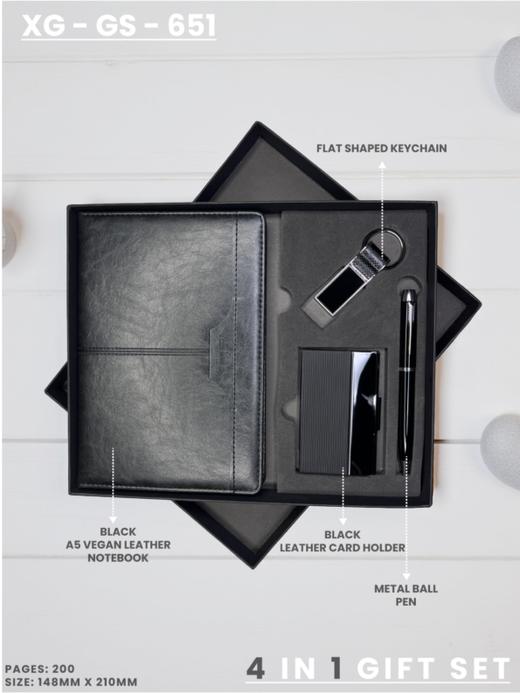 XG - GS - 651
FLAT SHAPED KEYCHAIN
BLACK
A5 VEGAN LEATHER
NOTEBOOK
BLACK
LEATHER CARD HOLDER
METAL BALL
PEN
PAGES: 200
SIZE: 148MM X 210MM
4 IN 1 GIFT SET